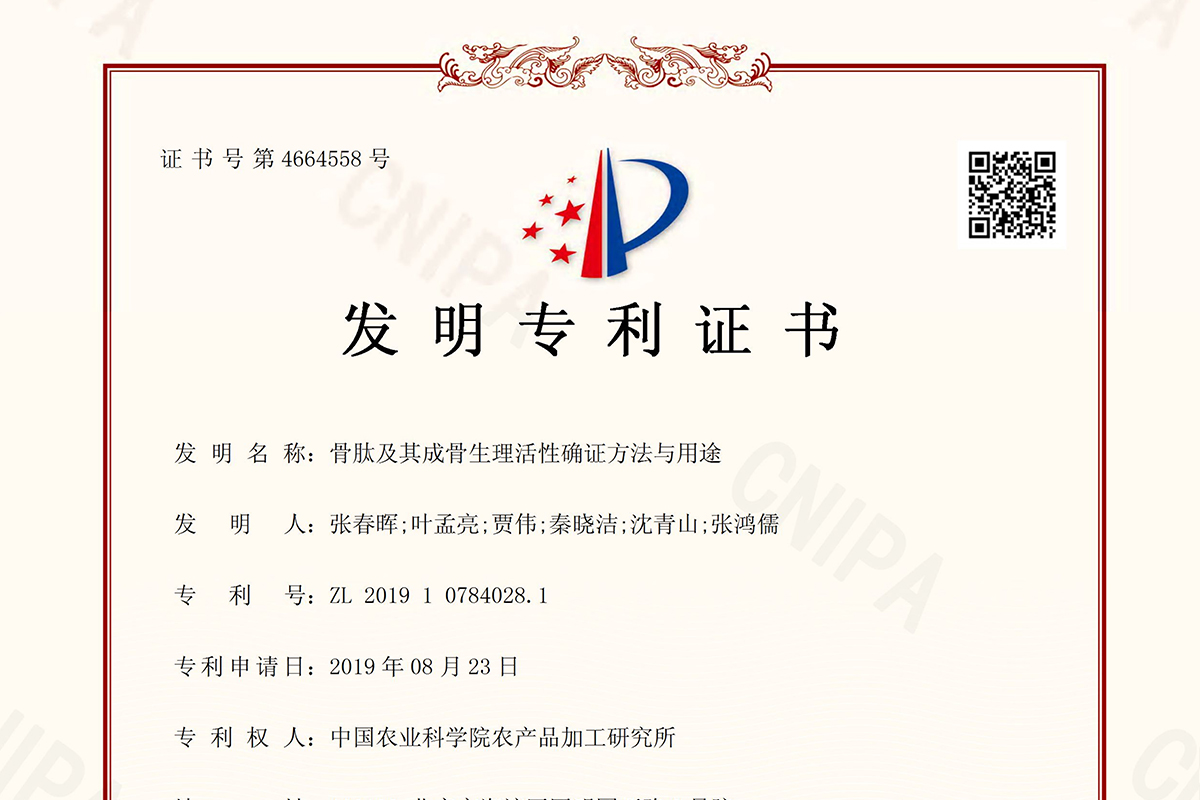 证书号第4664558号
发明专利证书
发明名称：骨肽及其成骨生理活性确证方法与用途
发明人：张春晖;叶孟亮;贾伟;秦晓洁;沈青山;张鸿儒
专利号：ZL 2019 1 0784028.1
专利申请日：2019年08月23日
专利权人：中国农业科学院农产品加工研究所
CNIPA
CNIPA